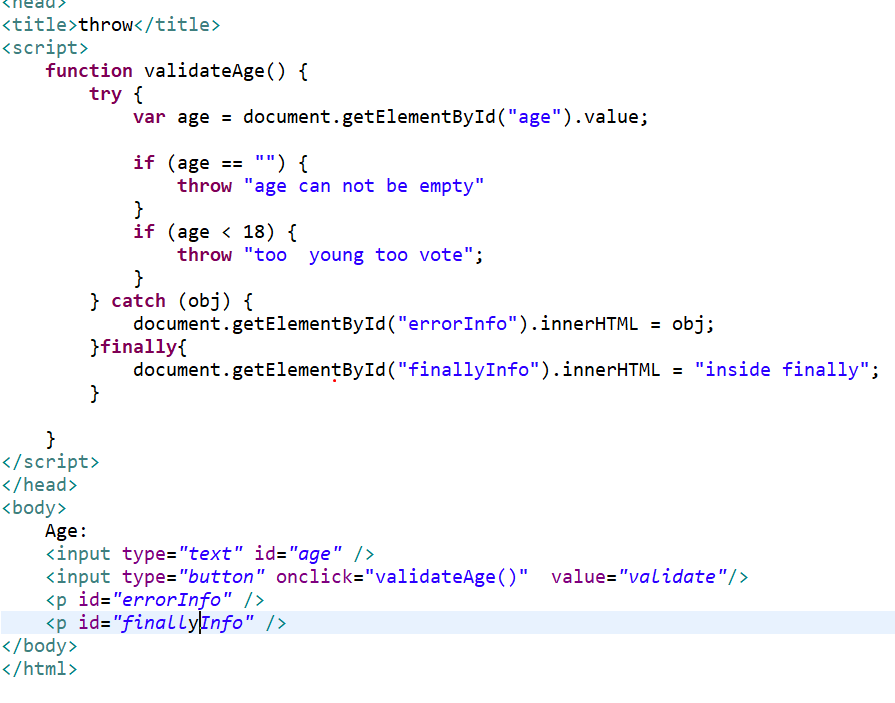 <head>
<title>throw</title>
<script>
    function validateAge() {
        try {
            var age = document.getElementById("age").value;

            if (age == "") {
                throw "age can not be empty"
            }
            if (age < 18) {
                throw "too  young too vote";
            }
        } catch (obj) {
            document.getElementById("errorInfo").innerHTML = obj;
        }finally{
            document.getElementById("finallyInfo").innerHTML = "inside finally";
        }

    }
</script>
</head>
<body>
    Age:
    <input type="text" id="age" />
    <input type="button" onclick="validateAge()"  value="validate"/>
    <p id="errorInfo" />
    <p id="finallyInfo" />
</body>
</html>